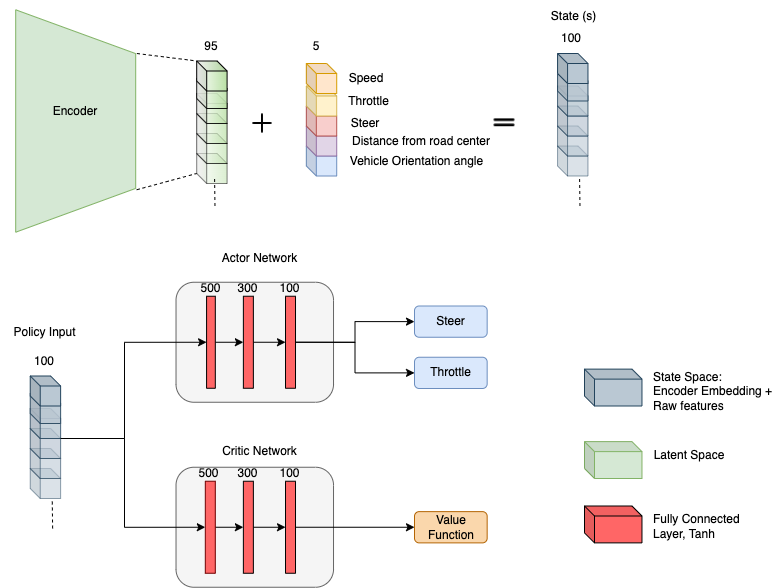 State (s)
95
5
100
Encoder
Speed
Throttle
Steer
Distance from road center
Vehicle Orientation angle
+
=
Actor Network
500 300 100
Policy Input
100
Steer
Throttle
Critic Network
500 300 100
Value
Function
State Space:
Encoder Embedding +
Raw features
Latent Space
Fully Connected
Layer, Tanh